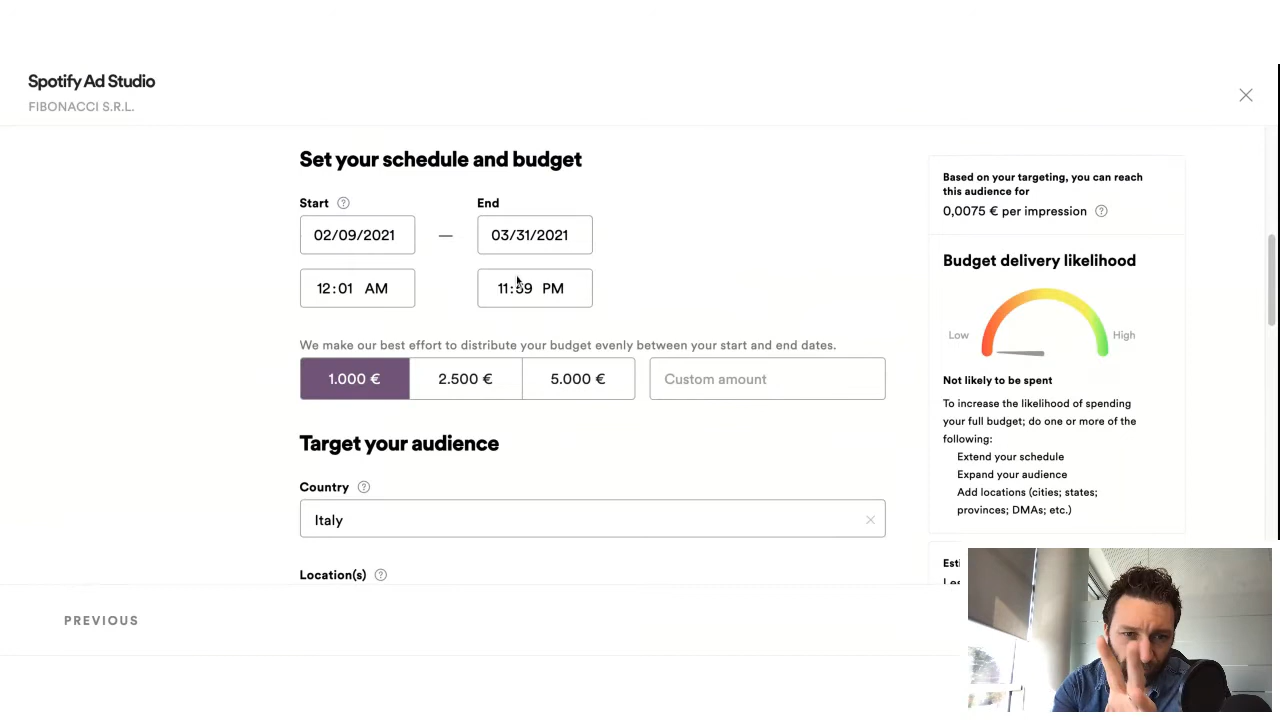 Spotify Ad Studio
FIBONACCI S.R.L.
Set your schedule and budget
Start
End
02/09/2021 — 03/31/2021
12:01 AM
11:59 PM
We make our best effort to distribute your budget evenly between your start and end dates.
1.000 €
2.500 €
5.000 €
Custom amount
Target your audience
Country
Italy
Location(s)
PREVIOUS
Based on your targeting, you can reach
this audience for
0,0075 € per impression
Budget delivery likelihood
Low
High
Not likely to be spent
To increase the likelihood of spending
your full budget; do one or more of the
following:
Extend your schedule
Expand your audience
Add locations (cities; states;
provinces; DMAs; etc.)